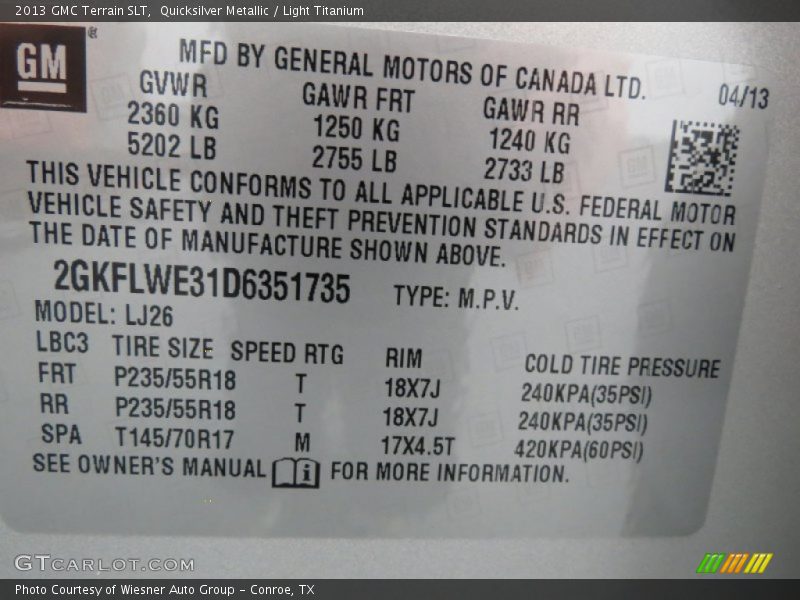 2013 GMC Terrain SLT, Quicksilver Metallic / Light Titanium
GM ®
MFD BY GENERAL MOTORS OF CANADA LTD.
GVWR GAWR FRT GAWR RR 04/13
2360 KG 1250 KG 1240 KG
5202 LB 2755 LB 2733 LB
THIS VEHICLE CONFORMS TO ALL APPLICABLE U.S. FEDERAL MOTOR
VEHICLE SAFETY AND THEFT PREVENTION STANDARDS IN EFFECT ON
THE DATE OF MANUFACTURE SHOWN ABOVE.
2GKFLWE31D6351735 TYPE: M.P.V.
MODEL: LJ26
LBC3 TIRE SIZE SPEED RTG RIM COLD TIRE PRESSURE
FRT P235/55R18 T 18X7J 240KPA(35PSI)
RR P235/55R18 T 18X7J 240KPA(35PSI)
SPA T145/70R17 M 17X4.5T 420KPA(60PSI)
SEE OWNER'S MANUAL i FOR MORE INFORMATION.
GTCARLOT.COM
Photo Courtesy of Wiesner Auto Group - Conroe, TX